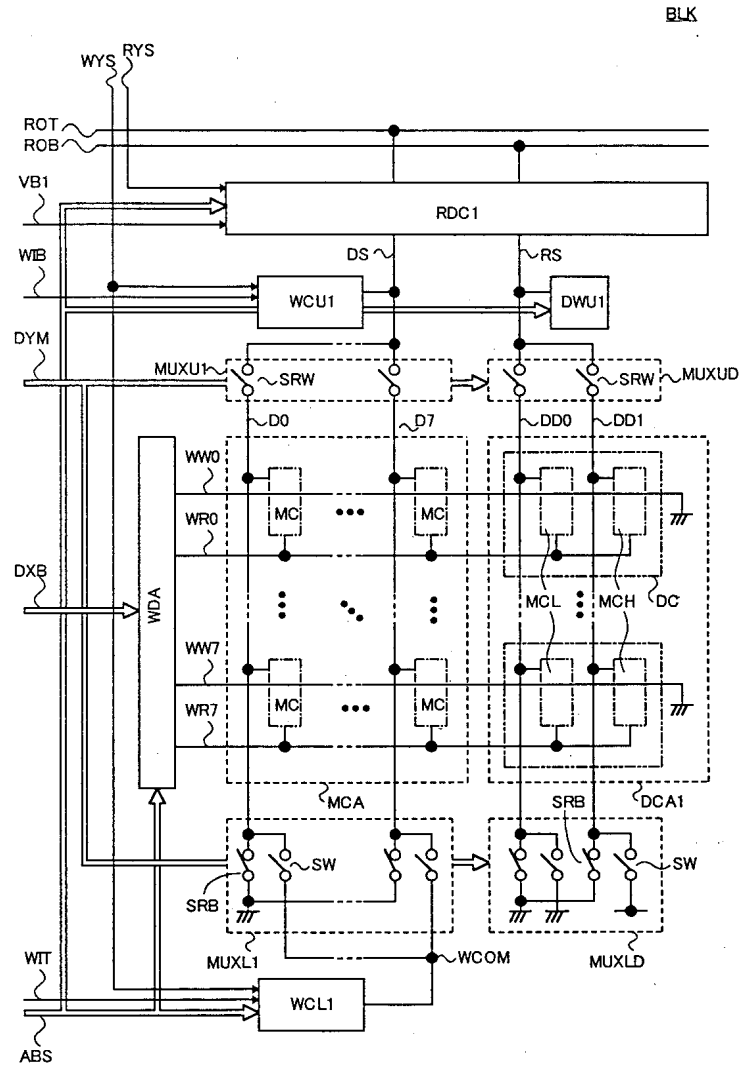 BLK
WYS RYS
ROT
ROB
VB1
RDC1
DS RS
WIB
WCU1 DWU1
DYM
MUXU1 SRW SRW MUXUD
D0 D7 DD0 DD1
WW0
MC ••• MC
WR0
DXB
WDA
MCL MCH DC
WW7
MC ••• MC
WR7
MCA DCA1
SRB
SW SW
SRB
MUXL1 WCOM MUXLD
WIT
WCL1
ABS